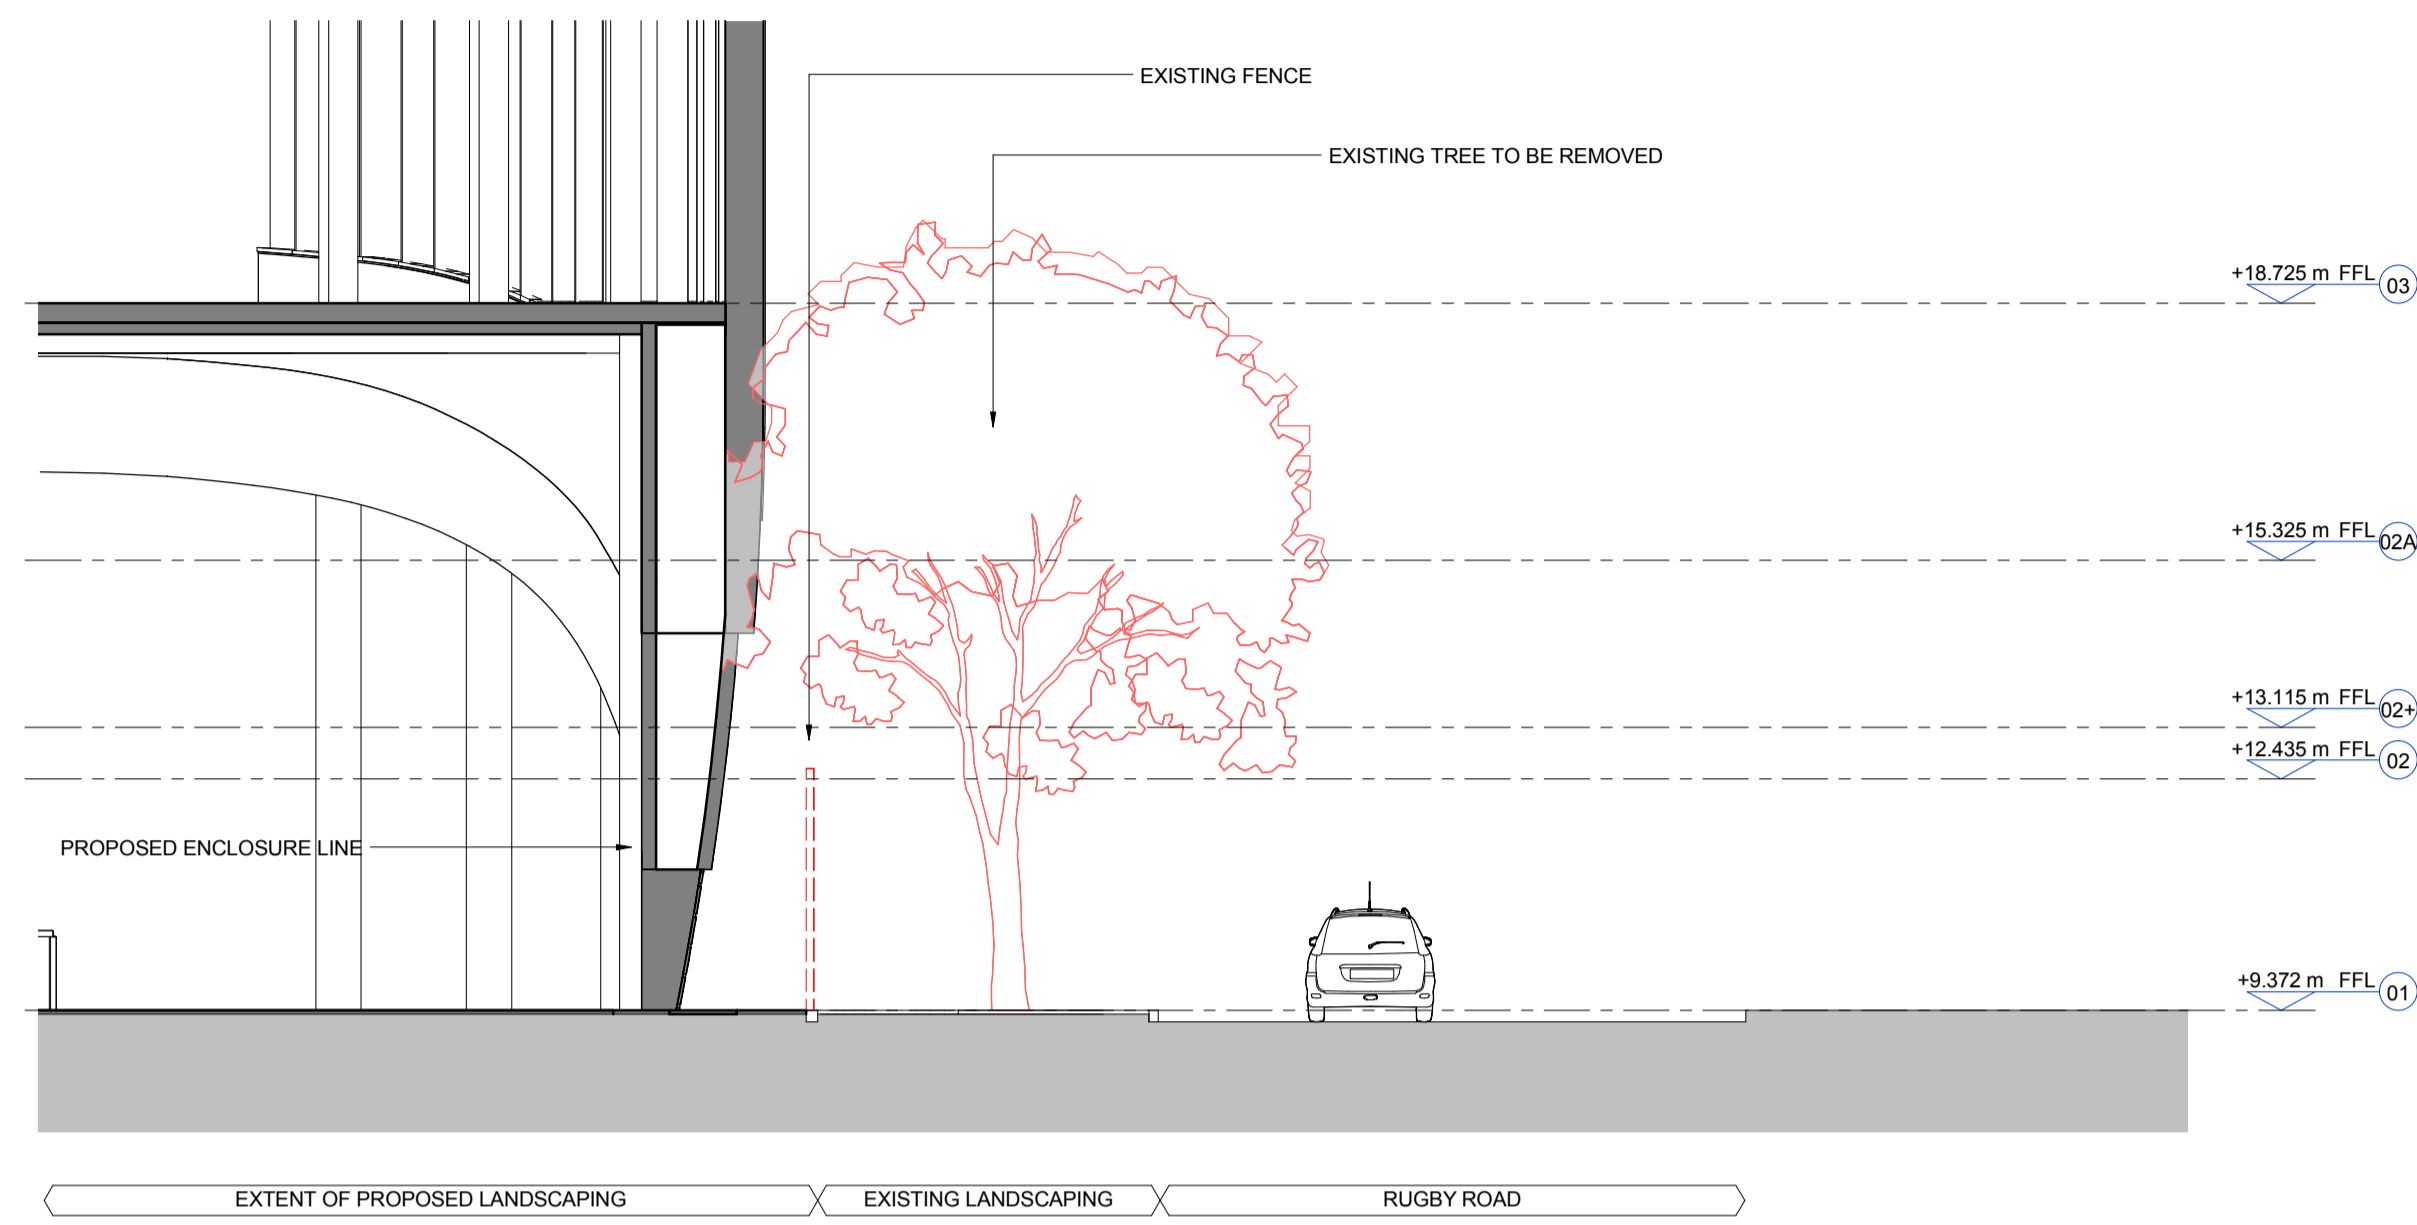 EXISTING FENCE
EXISTING TREE TO BE REMOVED
+18.725 m FFL 03
+15.325 m FFL 02A
+13.115 m FFL 02+
+12.435 m FFL 02
PROPOSED ENCLOSURE LINE
+9.372 m FFL 01
EXTENT OF PROPOSED LANDSCAPING EXISTING LANDSCAPING RUGBY ROAD